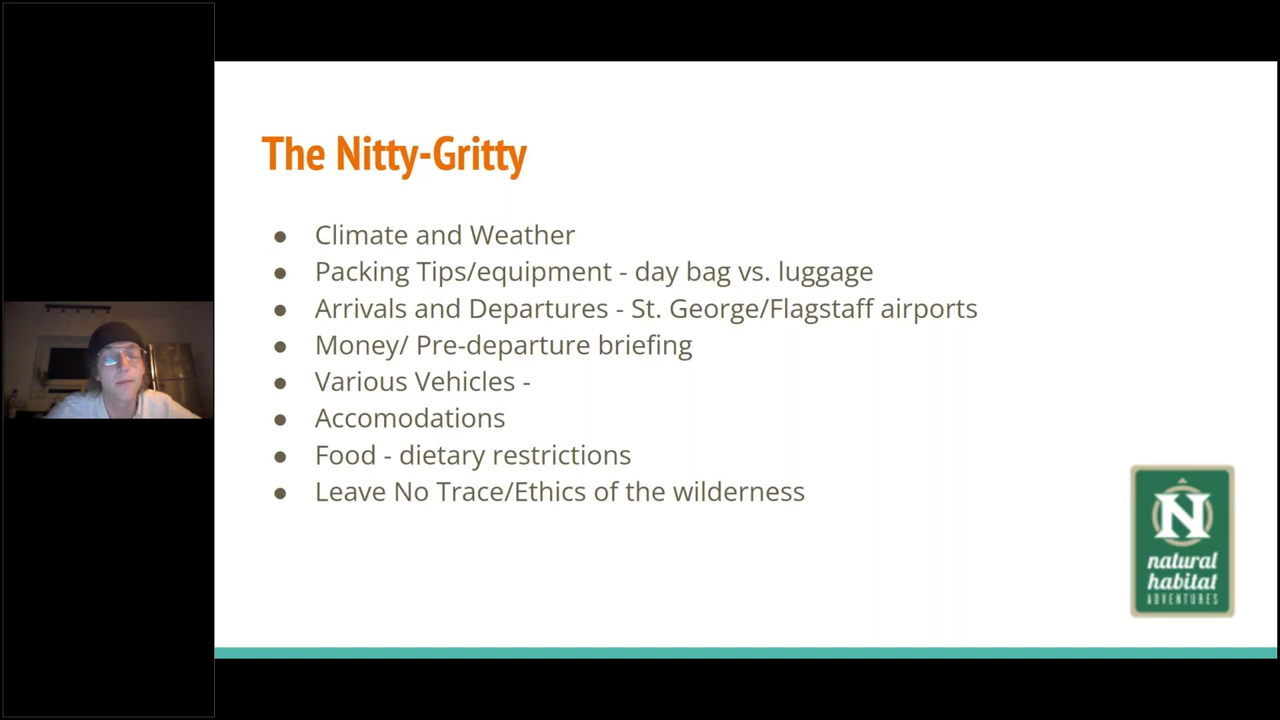 The Nitty-Gritty
● Climate and Weather
● Packing Tips/equipment - day bag vs. luggage
● Arrivals and Departures - St. George/Flagstaff airports
● Money/ Pre-departure briefing
● Various Vehicles -
● Accomodations
● Food - dietary restrictions
● Leave No Trace/Ethics of the wilderness
N
natural
habitat
ADVENTURES